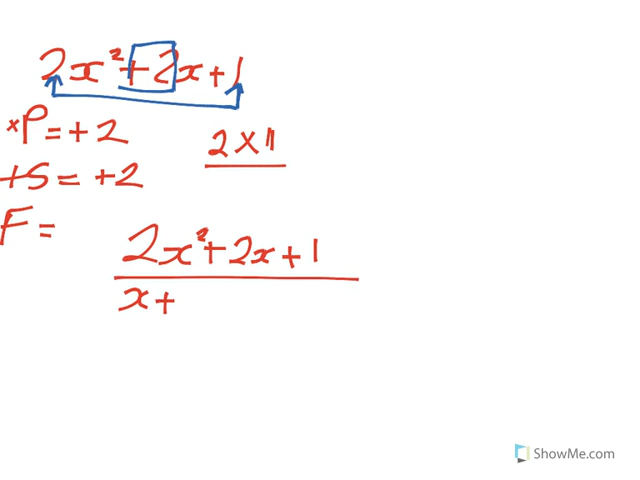 2x²+2x+1
×P=+2
2×1
+S=+2
F=
2x²+2x+1
x+
ShowMe.com